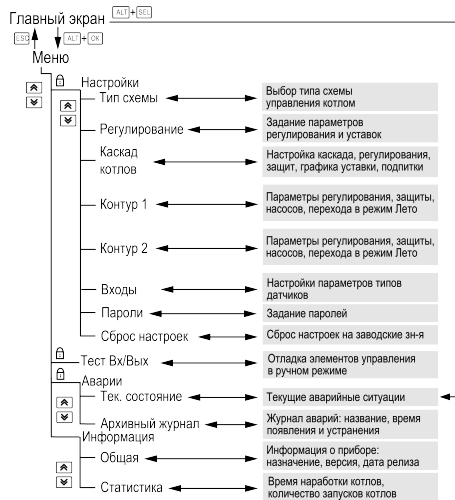 Главный экран ALT + SEL
ESC ALT + OK
Меню
Настройки
Тип схемы
Выбор типа схемы
управления котлом
Регулирование
Задание параметров
регулирования и уставок
Каскад
котлов
Настройка каскада, регулирования,
защит, графика уставки, подпитки
Контур 1
Параметры регулирования, защиты,
насосов, перехода в режим Лето
Контур 2
Параметры регулирования, защиты,
насосов, перехода в режим Лето
Входы
Настройки параметров типов
датчиков
Пароли
Задание паролей
Сброс настроек
Сброс настроек на заводские зн-я
Тест Вх/Вых
Отладка элементов управления
в ручном режиме
Аварии
Тек. состояние
Текущие аварийные ситуации
Архивный журнал
Журнал аварий: название, время
появления и устранения
Информация
Общая
Информация о приборе:
назначение, версия, дата релиза
Статистика
Время наработки котлов,
количество запусков котлов